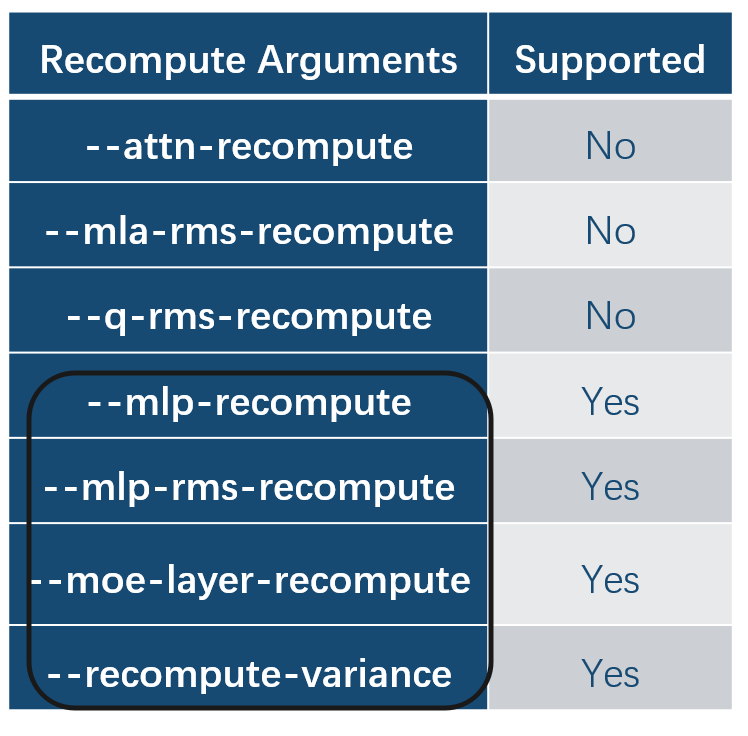 Recompute Arguments Supported
--attn-recompute No
--mla-rms-recompute No
--q-rms-recompute No
--mlp-recompute Yes
--mlp-rms-recompute Yes
--moe-layer-recompute Yes
--recompute-variance Yes